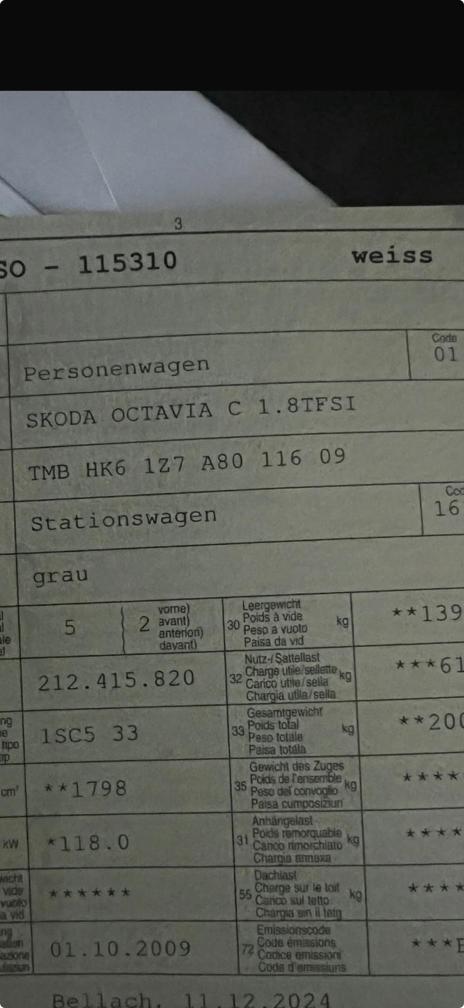 3
SO - 115310 weiss
Personenwagen Code 01
SKODA OCTAVIA C 1.8TFSI
TMB HK6 1Z7 A80 116 09
Stationswagen 16
grau
5 2 vorne) avant) anteriori) davant) 30 Leergewicht Poids à vide Peso a vuoto Paisa da vid kg **139
212.415.820 32 Nutz-/Sattellast Charge utile/sellette Carico utile/sella Chargia utila/sella kg ***61
1SC5 33 33 Gesamtgewicht Poids total Peso totale Paisa totala kg **200
cm³ **1798 35 Gewicht des Zuges Poids de l'ensemble Peso del convoglio Paisa cumposiziun kg ****
kW *118.0 31 Anhängelast Poids remorquable Carico rimorchiato Chargia annexa kg ****
****** 55 Dachlast Charge sur le toit Carico sul tetto Chargia sin il tetg kg ****
01.10.2009 72 Emissionscode Code émissions Codice emissioni Code d'emissiuns ***
Bellach, 11.12.2024